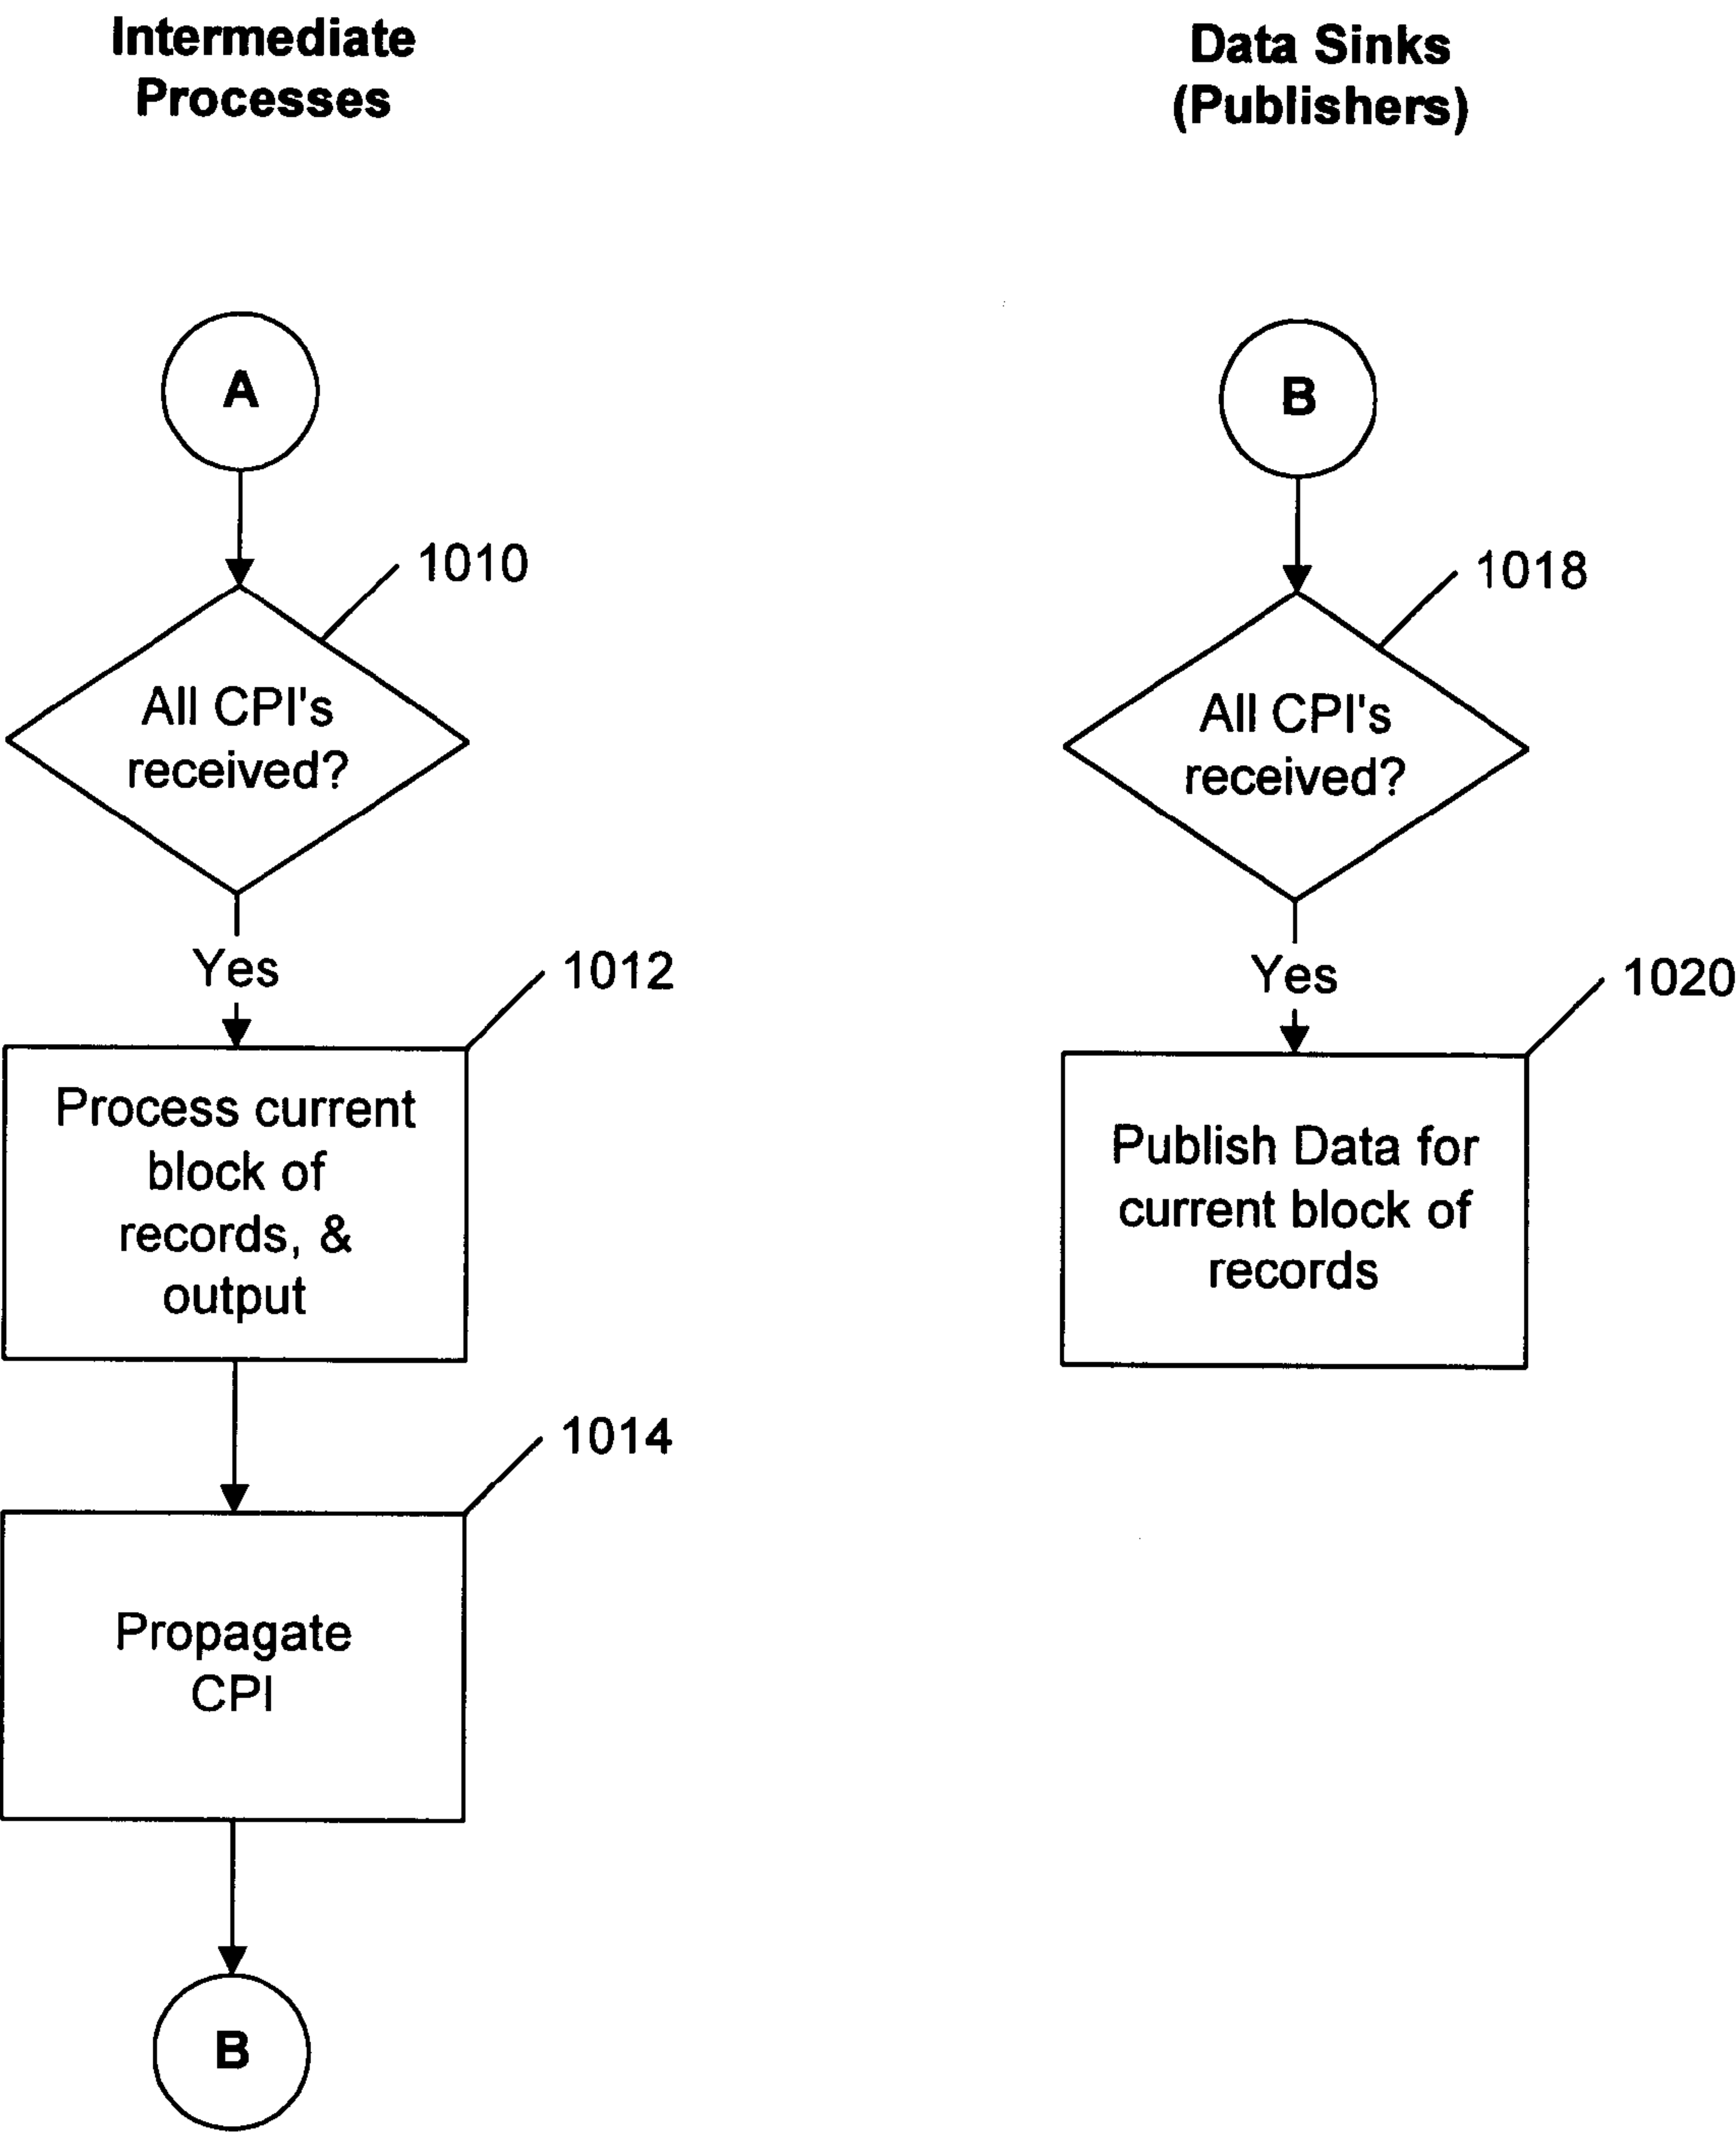 Intermediate
Processes
A
1010
All CPI's
received?
Yes
1012
Process current
block of
records, &
output
1014
Propagate
CPI
B
Data Sinks
(Publishers)
B
1018
All CPI's
received?
Yes
1020
Publish Data for
current block of
records